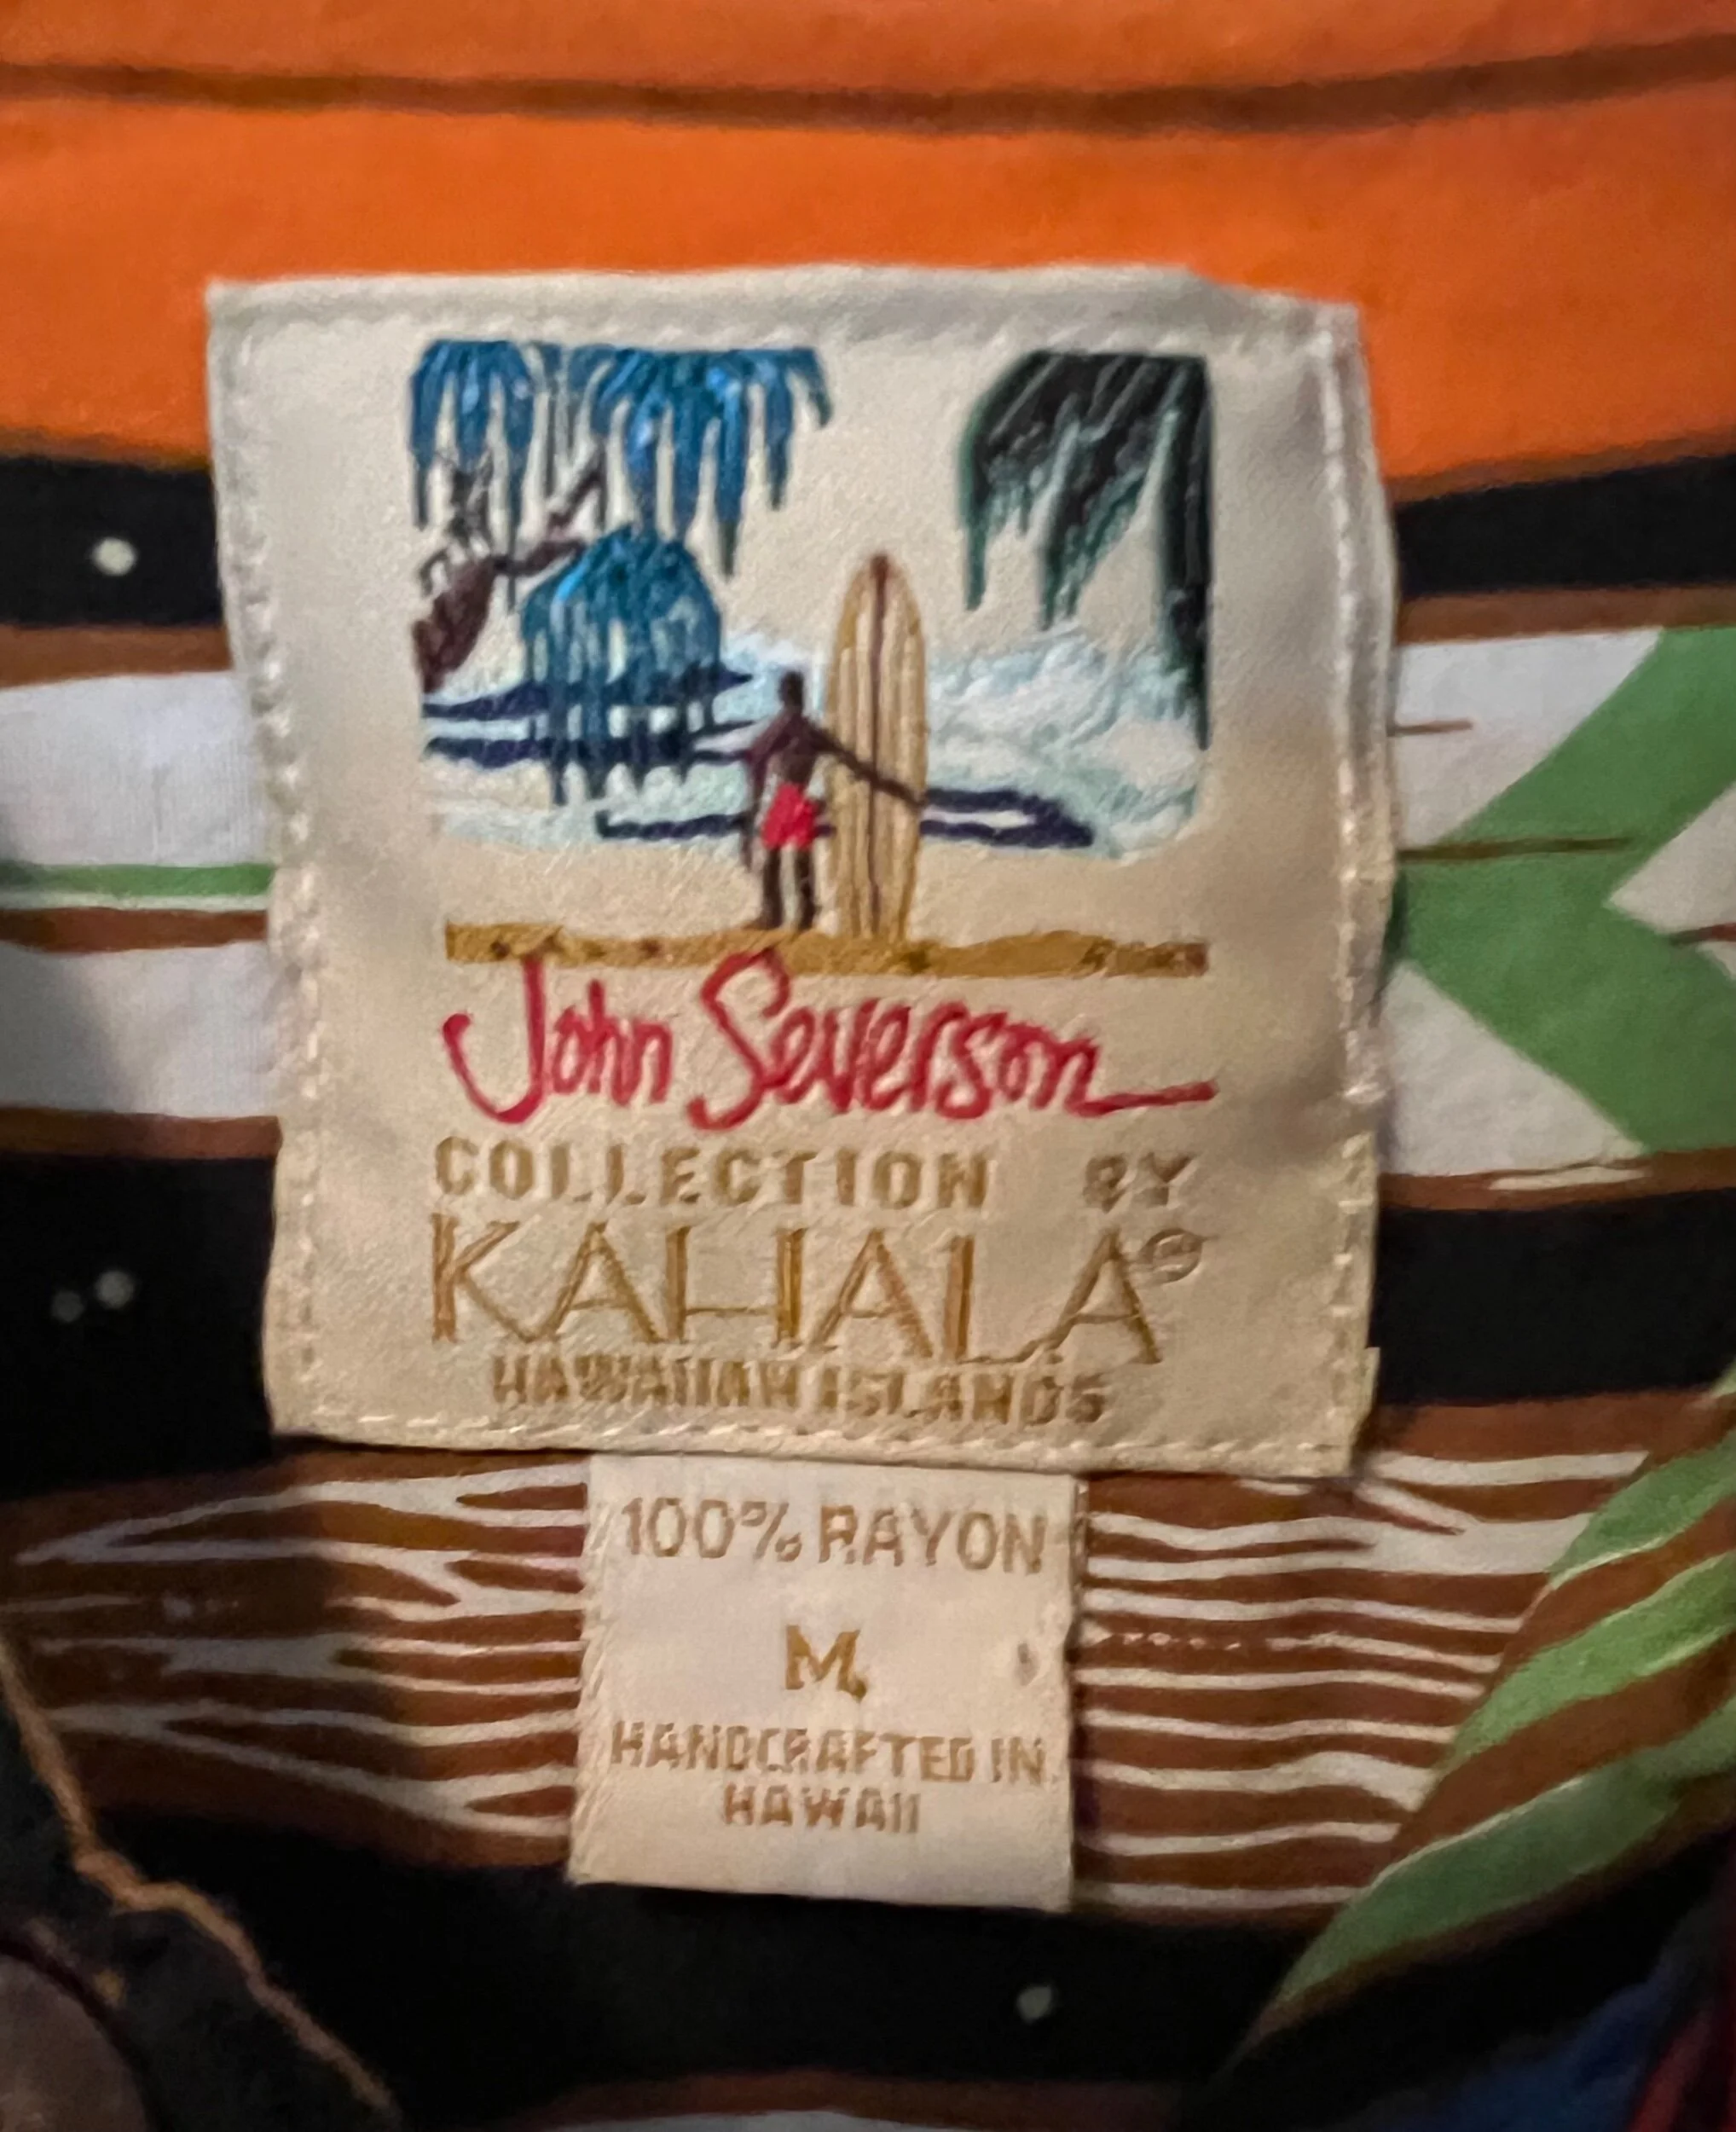 John Severson
COLLECTION BY
KAHALA®
HAWAIIAN ISLANDS
100% RAYON
M
HANDCRAFTED IN
HAWAII